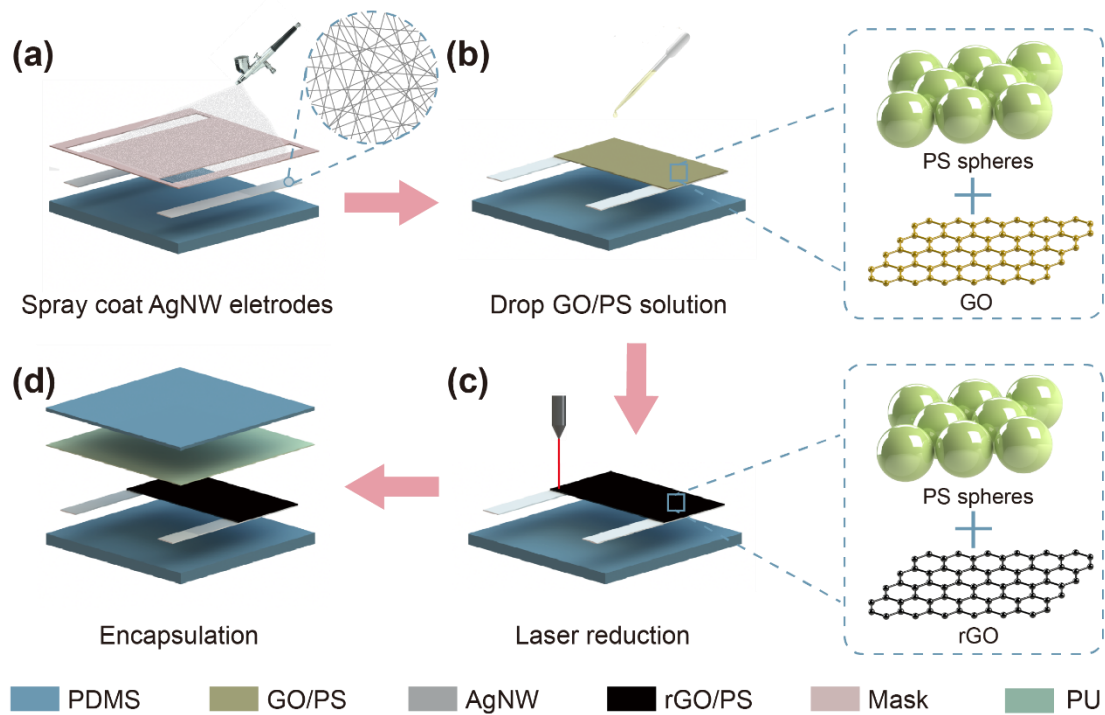 (a)
(b)
PS spheres
GO
Spray coat AgNW eletrodes
Drop GO/PS solution
(d)
(c)
PS spheres
rGO
Encapsulation
Laser reduction
PDMS
GO/PS
AgNW
rGO/PS
Mask
PU